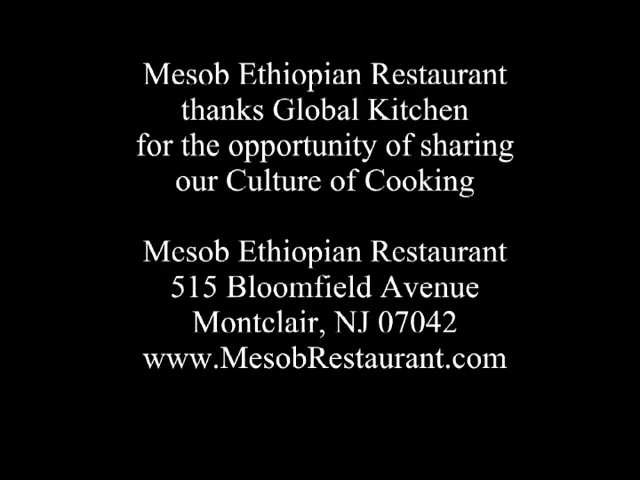 Mesob Ethiopian Restaurant
thanks Global Kitchen
for the opportunity of sharing
our Culture of Cooking
Mesob Ethiopian Restaurant
515 Bloomfield Avenue
Montclair, NJ 07042
www.MesobRestaurant.com